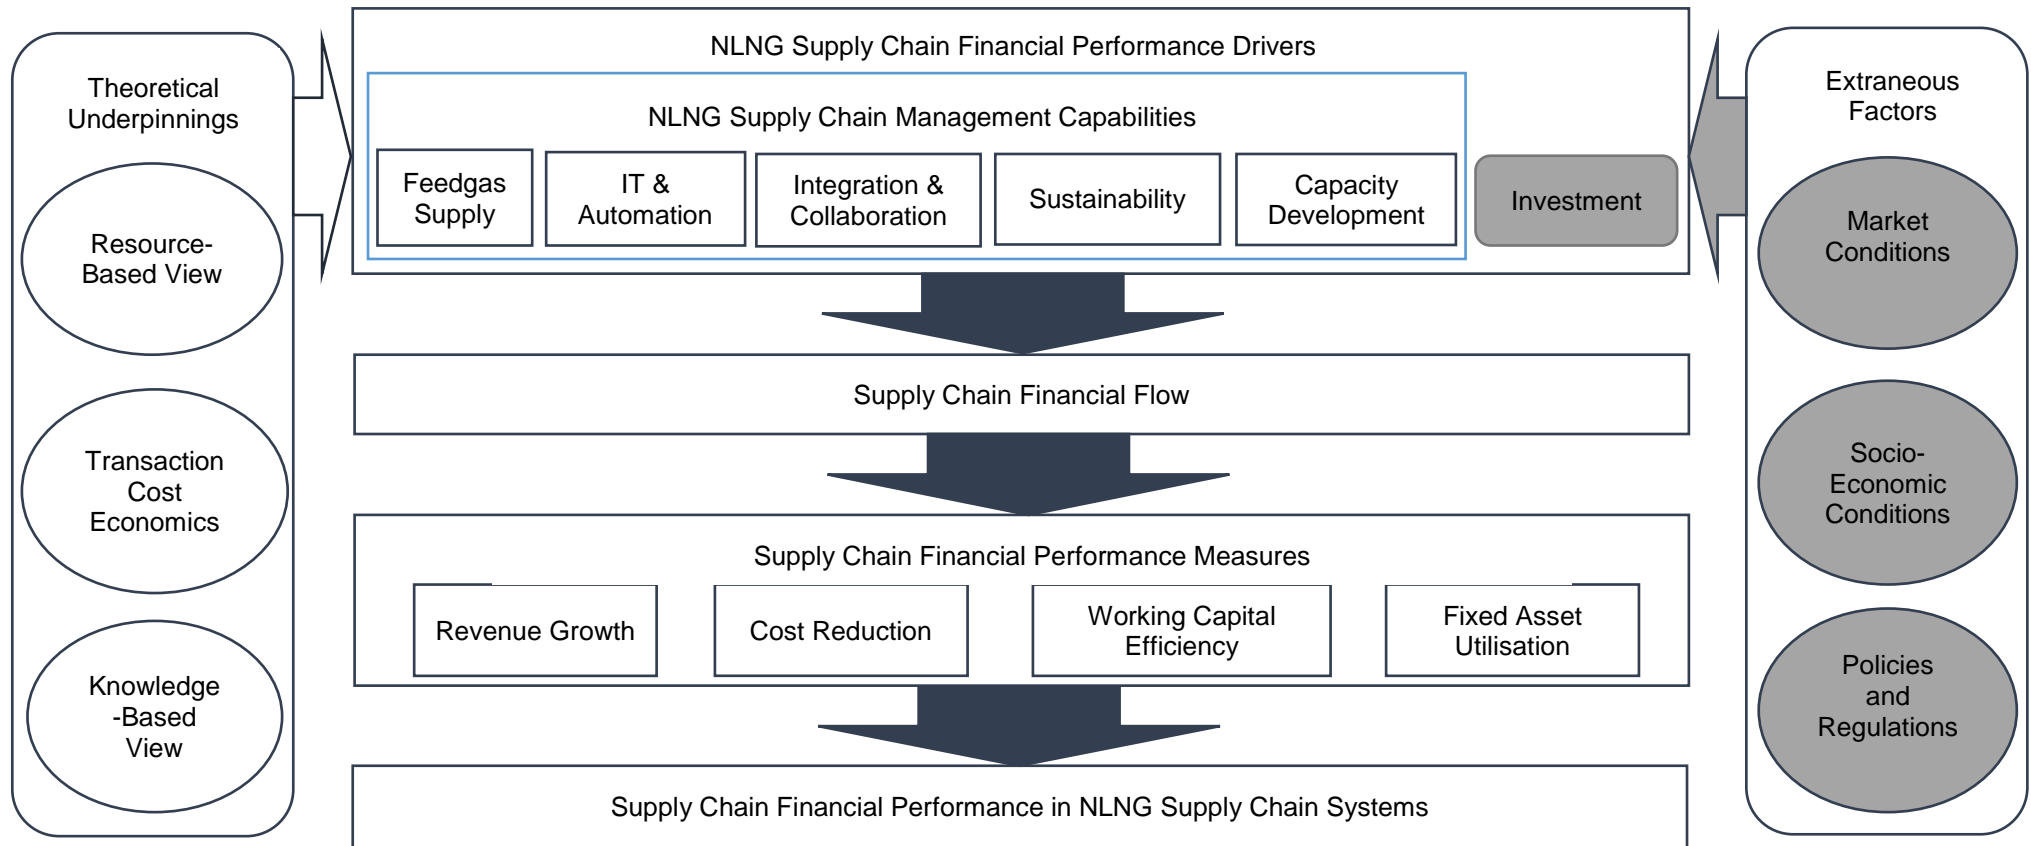 NLNG Supply Chain Financial Performance Drivers
Theoretical
Underpinnings
Resource-
Based View
Transaction
Cost
Economics
Knowledge
-Based
View
NLNG Supply Chain Management Capabilities
Feedgas
Supply
IT &
Automation
Integration &
Collaboration
Sustainability
Capacity
Development
Investment
Supply Chain Financial Flow
Supply Chain Financial Performance Measures
Revenue Growth
Cost Reduction
Working Capital
Efficiency
Fixed Asset
Utilisation
Supply Chain Financial Performance in NLNG Supply Chain Systems
Extraneous
Factors
Market
Conditions
Socio-
Economic
Conditions
Policies
and
Regulations